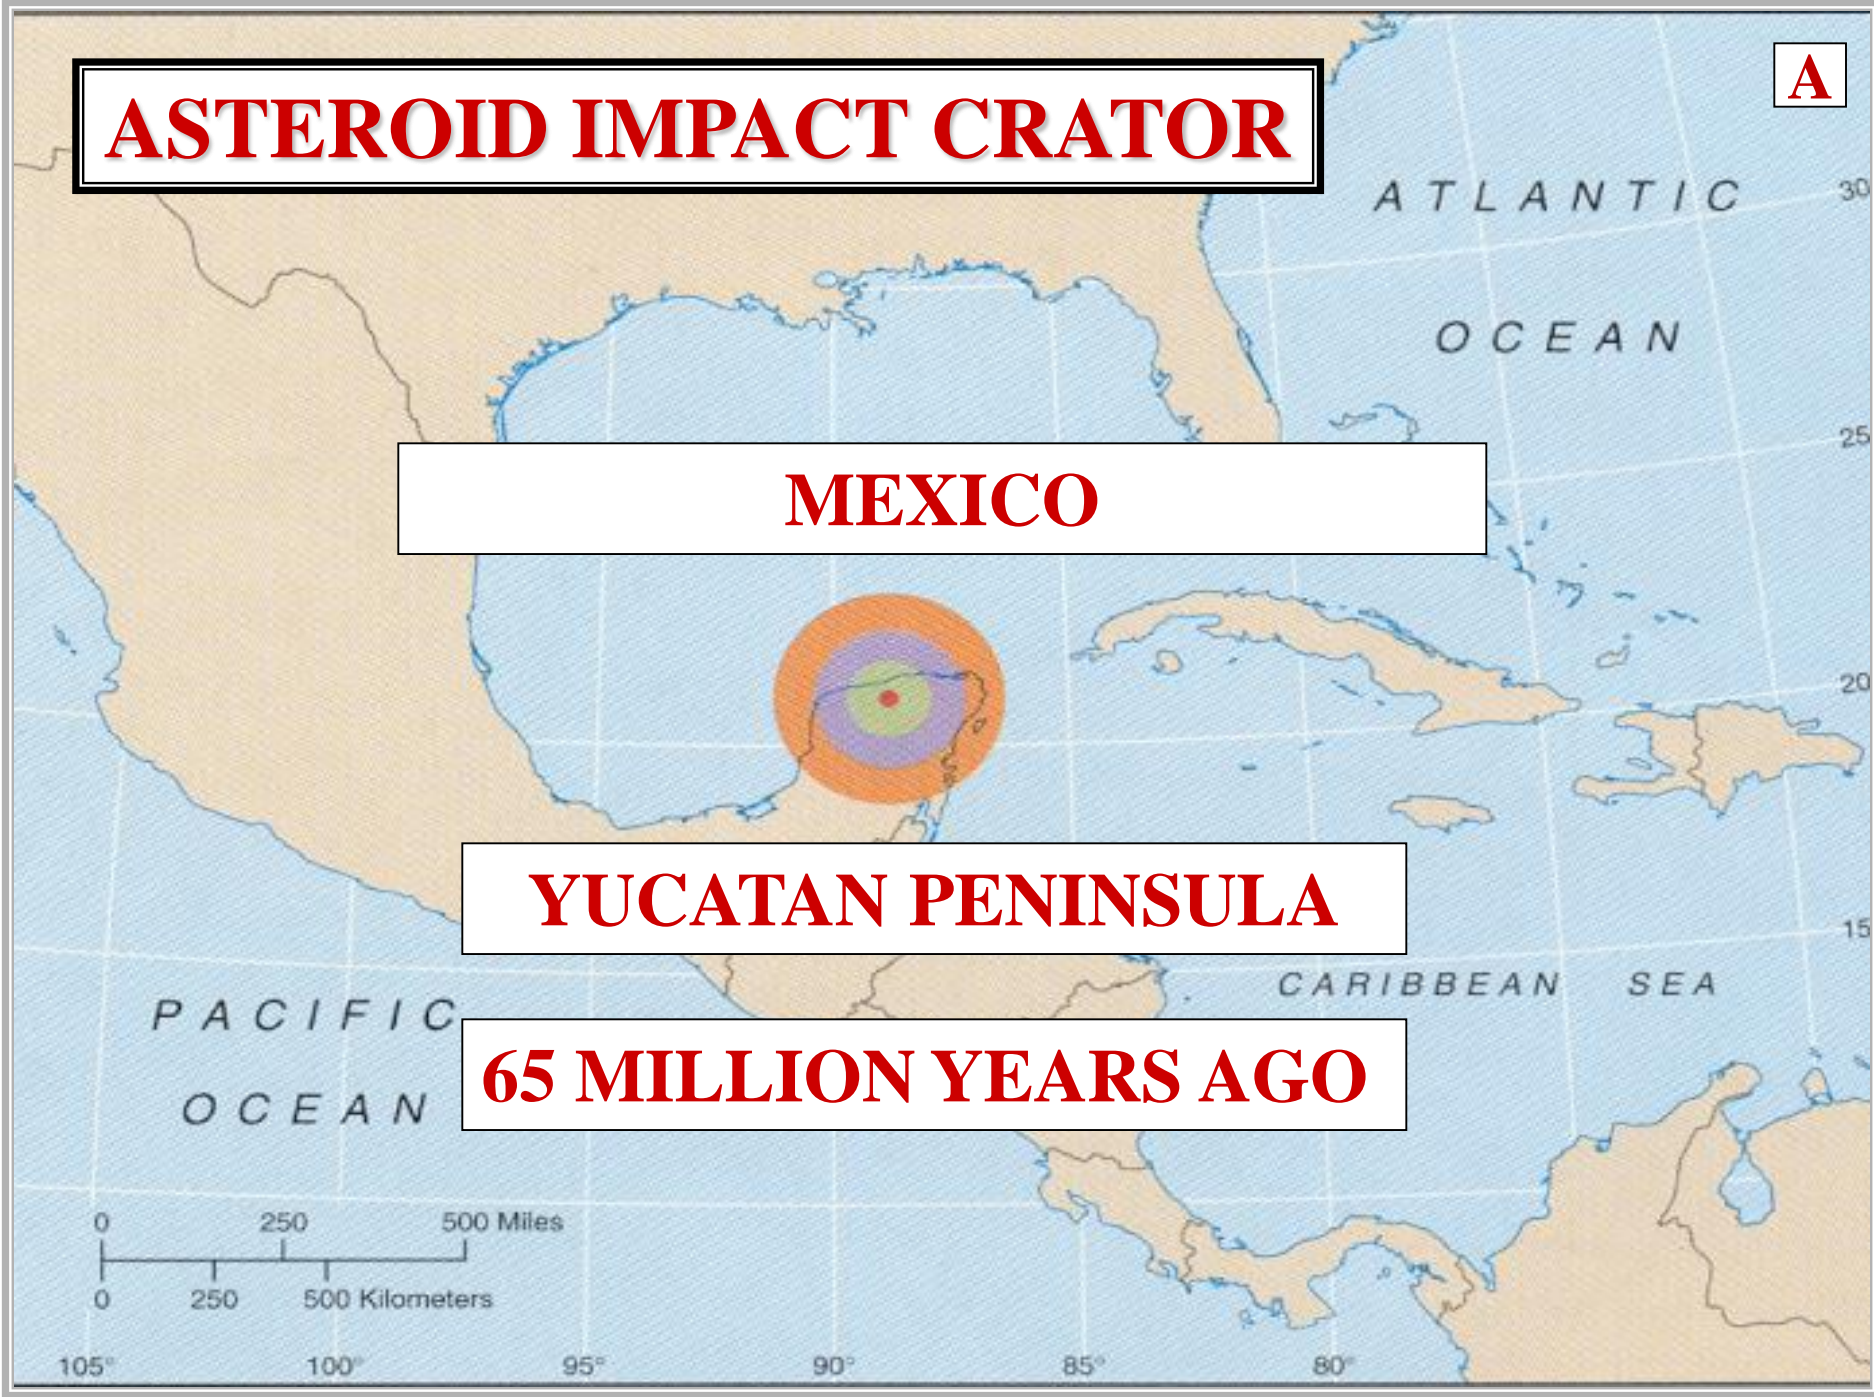 ASTEROID IMPACT CRATOR
A
ATLANTIC
30
OCEAN
25
MEXICO
20
YUCATAN PENINSULA
15
CARIBBEAN SEA
PACIFIC
OCEAN
65 MILLION YEARS AGO
0 250 500 Miles
0 250 500 Kilometers
105° 100° 95° 90° 85° 80°